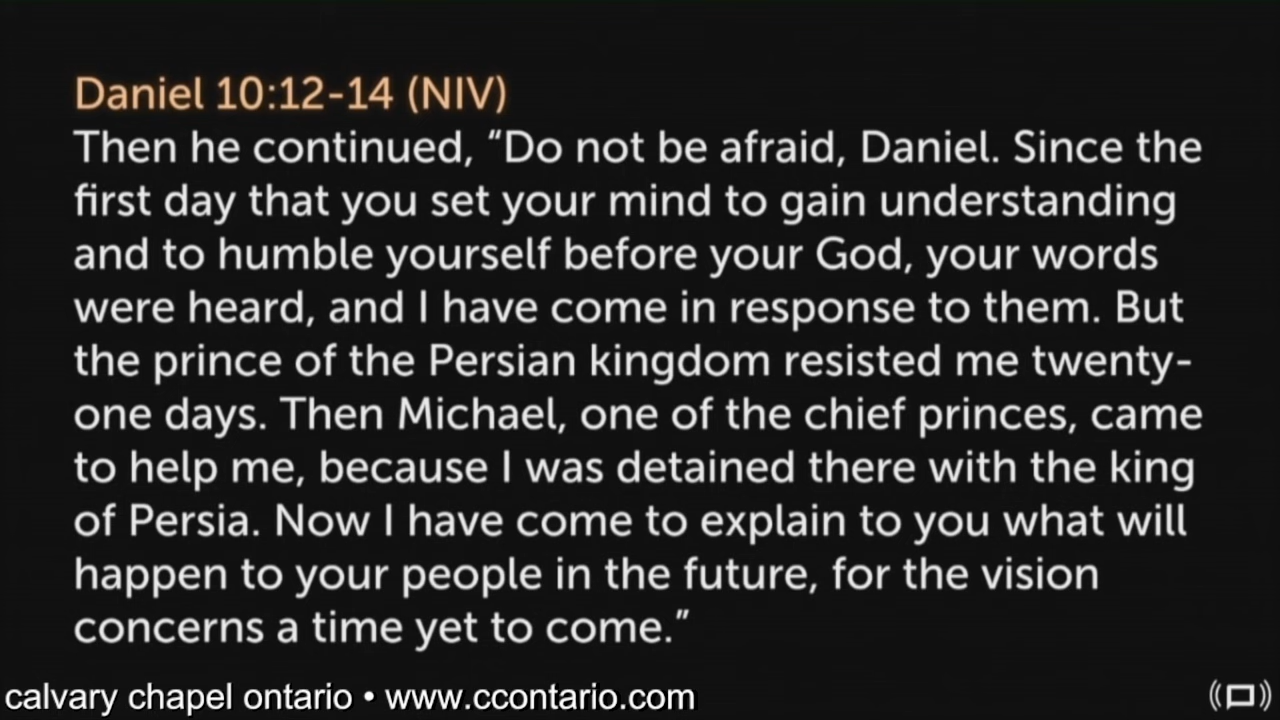 Daniel 10:12-14 (NIV)
Then he continued, “Do not be afraid, Daniel. Since the
first day that you set your mind to gain understanding
and to humble yourself before your God, your words
were heard, and I have come in response to them. But
the prince of the Persian kingdom resisted me twenty-
one days. Then Michael, one of the chief princes, came
to help me, because I was detained there with the king
of Persia. Now I have come to explain to you what will
happen to your people in the future, for the vision
concerns a time yet to come.”
calvary chapel ontario • www.ccontario.com